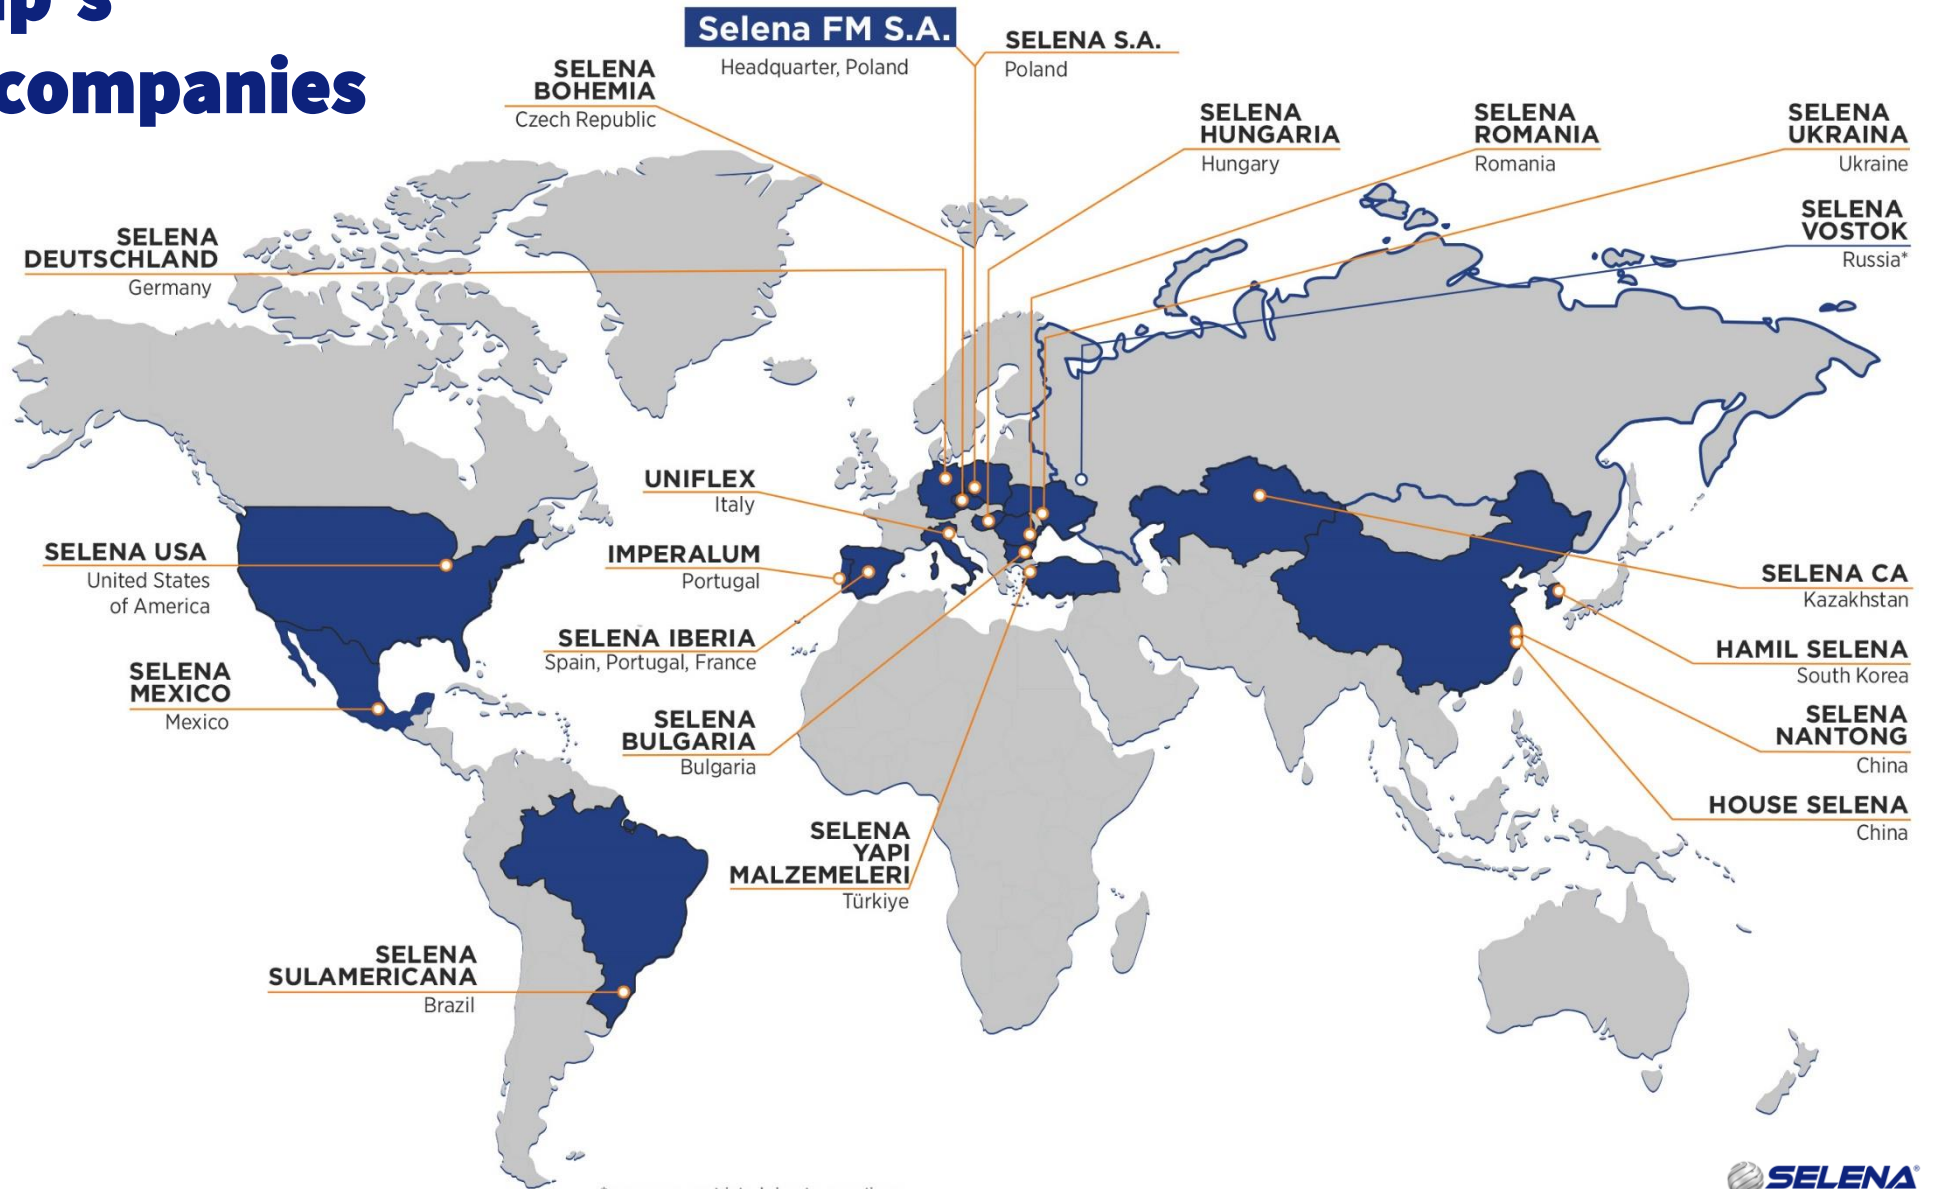 companies
Selena FM S.A.
Headquarter, Poland
SELENA S.A.
Poland
SELENA
BOHEMIA
Czech Republic
SELENA
HUNGARIA
Hungary
SELENA
ROMANIA
Romania
SELENA
UKRAINA
Ukraine
SELENA
VOSTOK
Russia*
SELENA
DEUTSCHLAND
Germany
UNIFLEX
Italy
IMPERALUM
Portugal
SELENA IBERIA
Spain, Portugal, France
SELENA USA
United States
of America
SELENA
MEXICO
Mexico
SELENA
BULGARIA
Bulgaria
SELENA
YAPI
MALZEMELERI
Türkiye
SELENA
SULAMERICANA
Brazil
SELENA CA
Kazakhstan
HAMIL SELENA
South Korea
SELENA
NANTONG
China
HOUSE SELENA
China
SELENA®